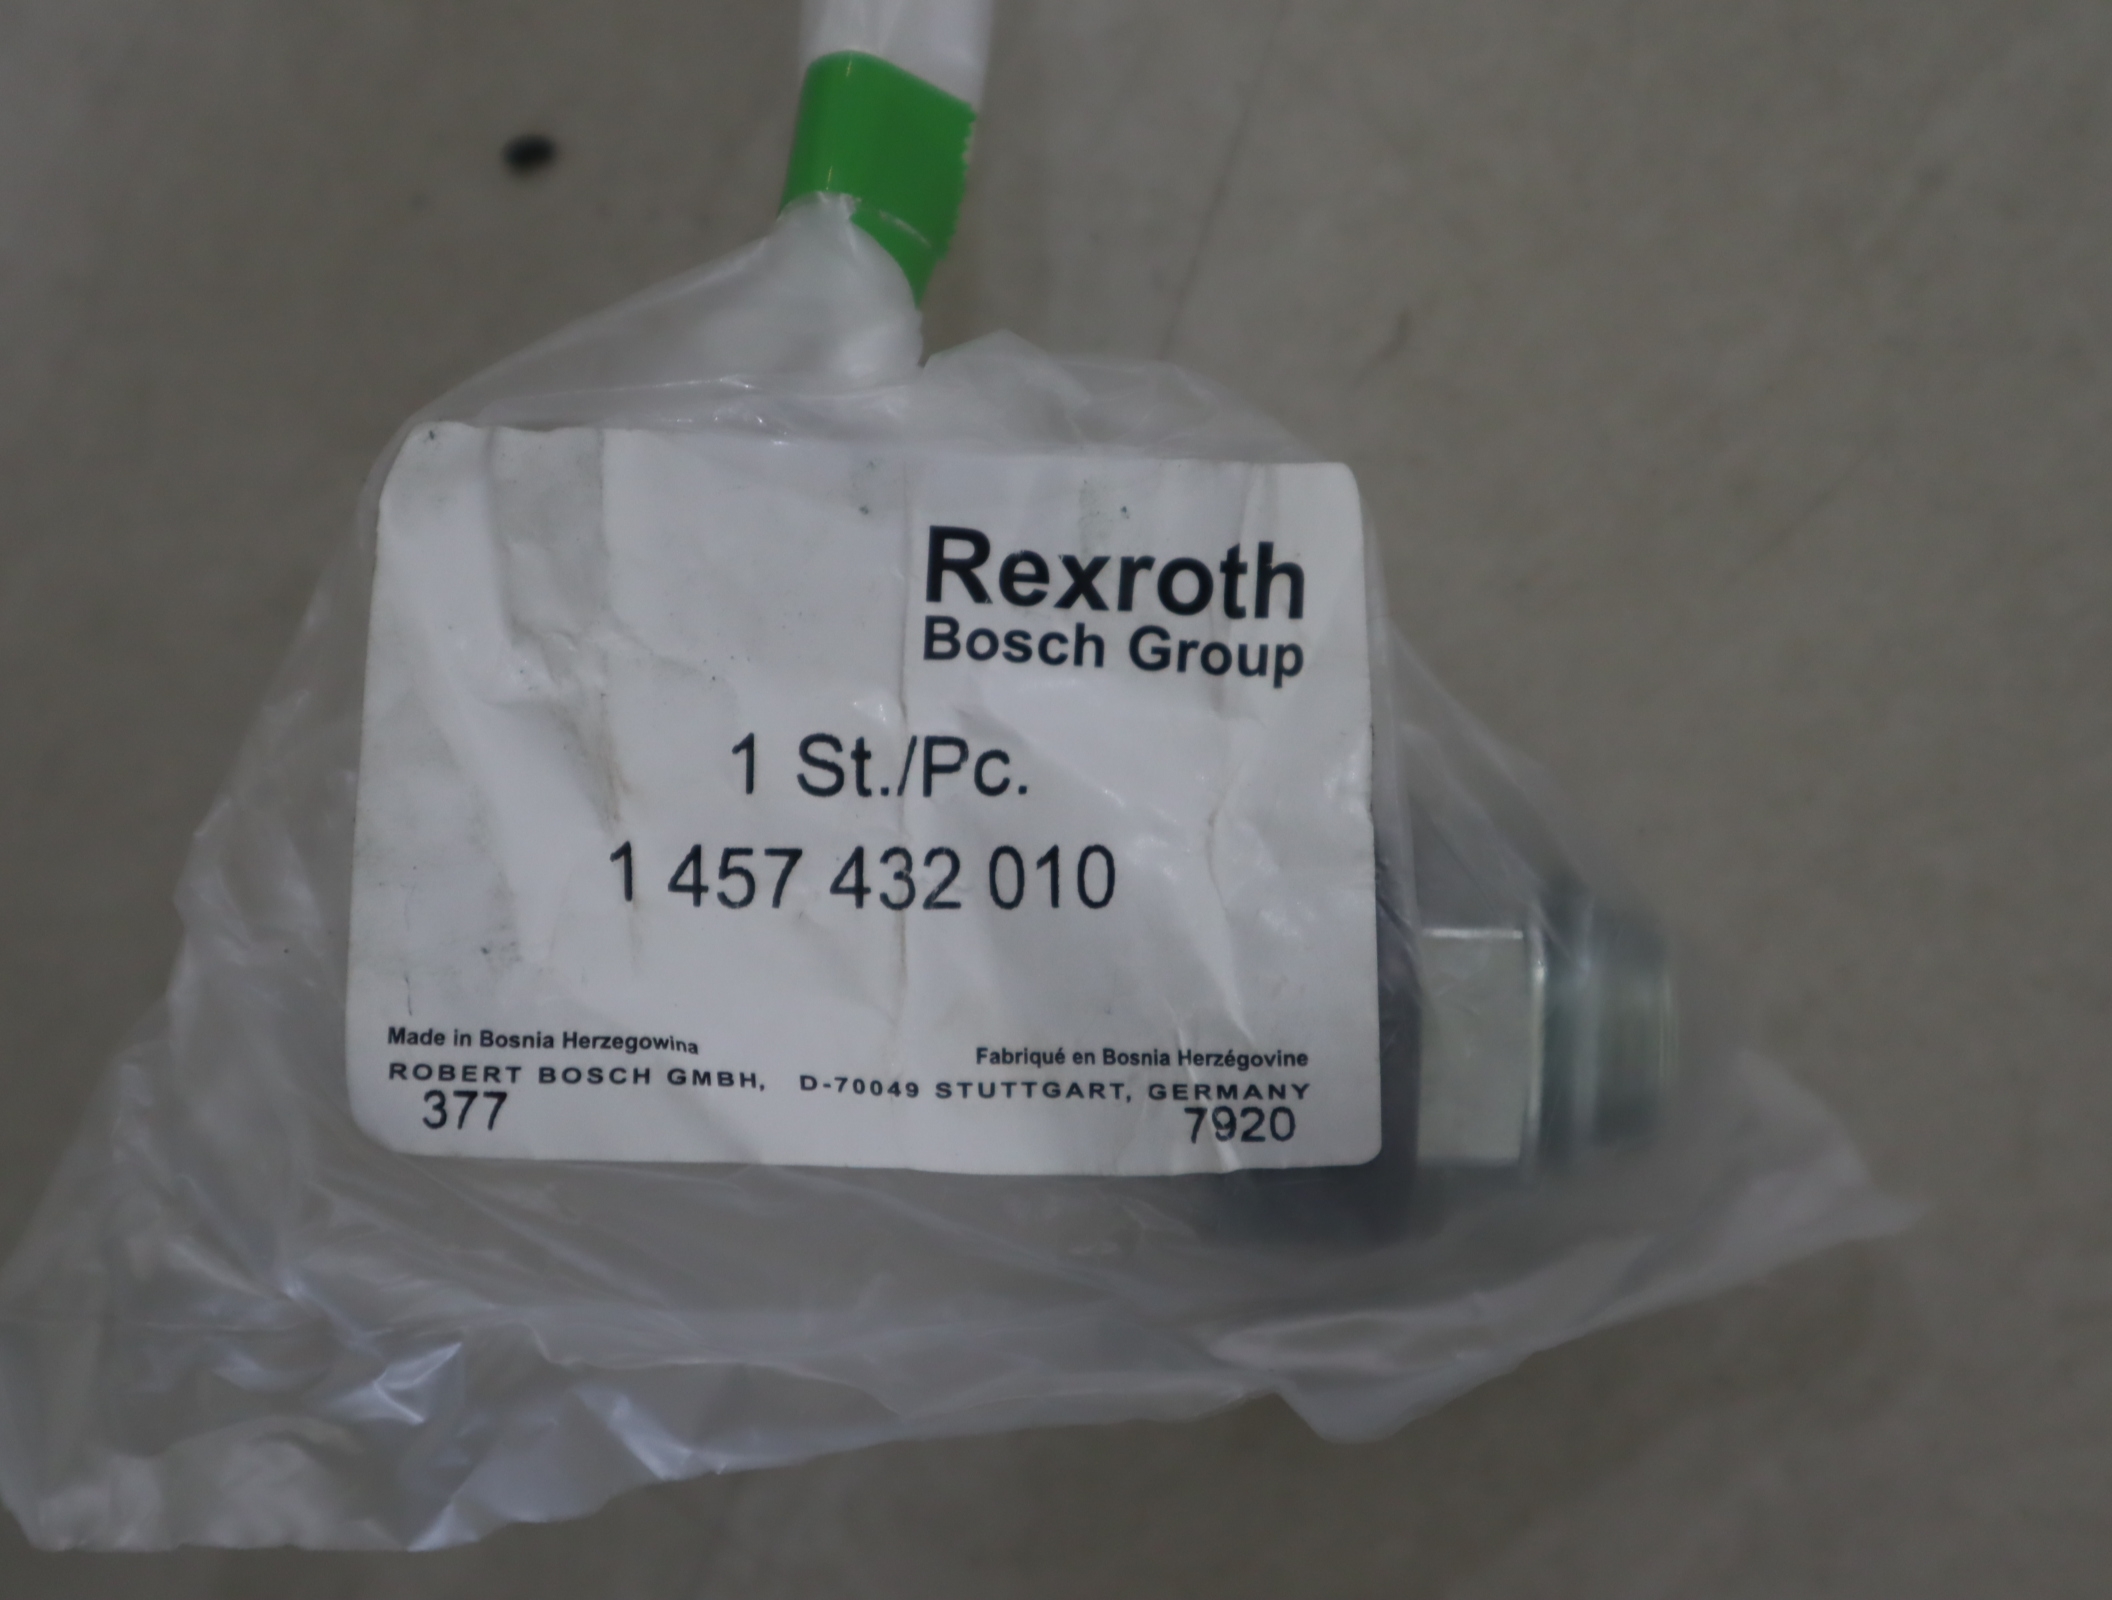 Rexroth
Bosch Group
1 St./Pc.
1 457 432 010
Made in Bosnia Herzegowina
Fabriqué en Bosnia Herzégovine
ROBERT BOSCH GMBH, D-70049 STUTTGART, GERMANY
377
7920